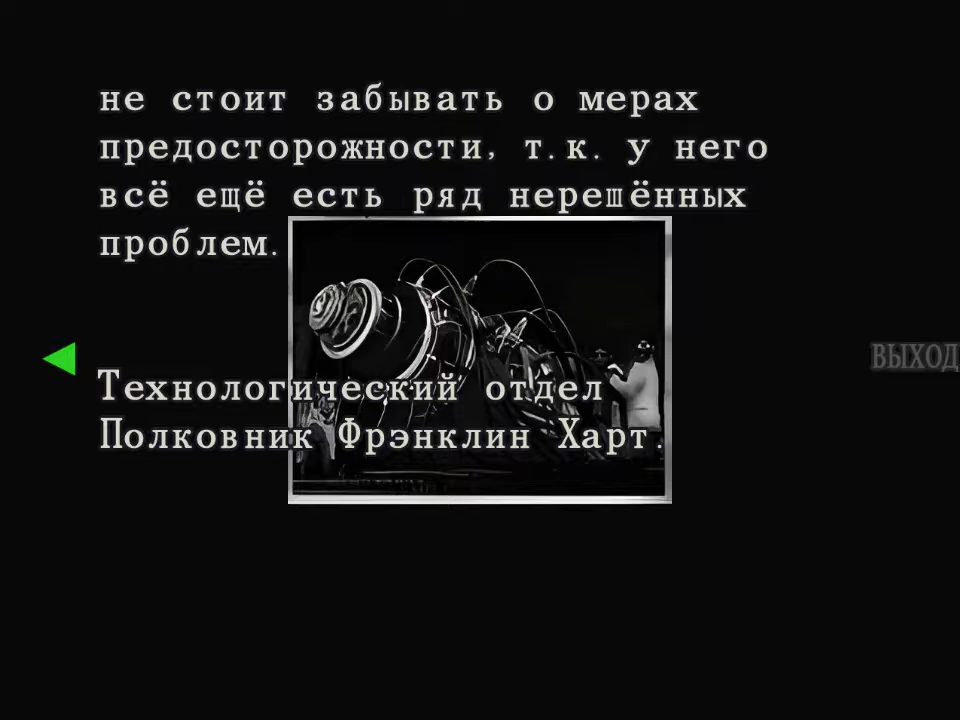 не стоит забывать о мерах
предосторожности, т.к. у него
всё ещё есть ряд нерешённых
проблем.
ВЫХОД
Технологический отдел
Полковник Фрэнклин Харт.